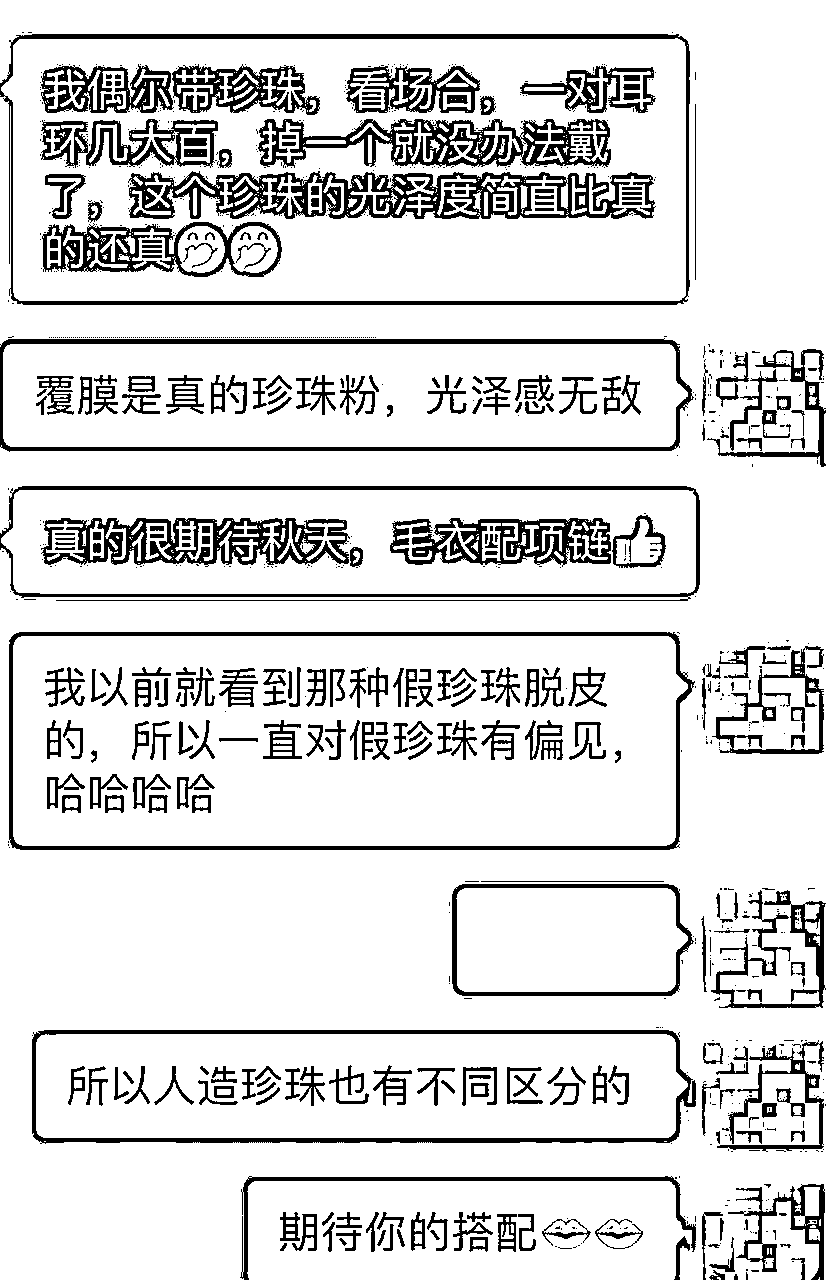 我偶尔带珍珠，看场合，一对耳
环几大百，掉一个就没办法戴
了，这个珍珠的光泽度简直比真
的还真🤭🤭
覆膜是真的珍珠粉，光泽感无敌
真的很期待秋天，毛衣配项链👍
我以前就看到那种假珍珠脱皮
的，所以一直对假珍珠有偏见，
哈哈哈哈
所以人造珍珠也有不同区分的
期待你的搭配👄👄